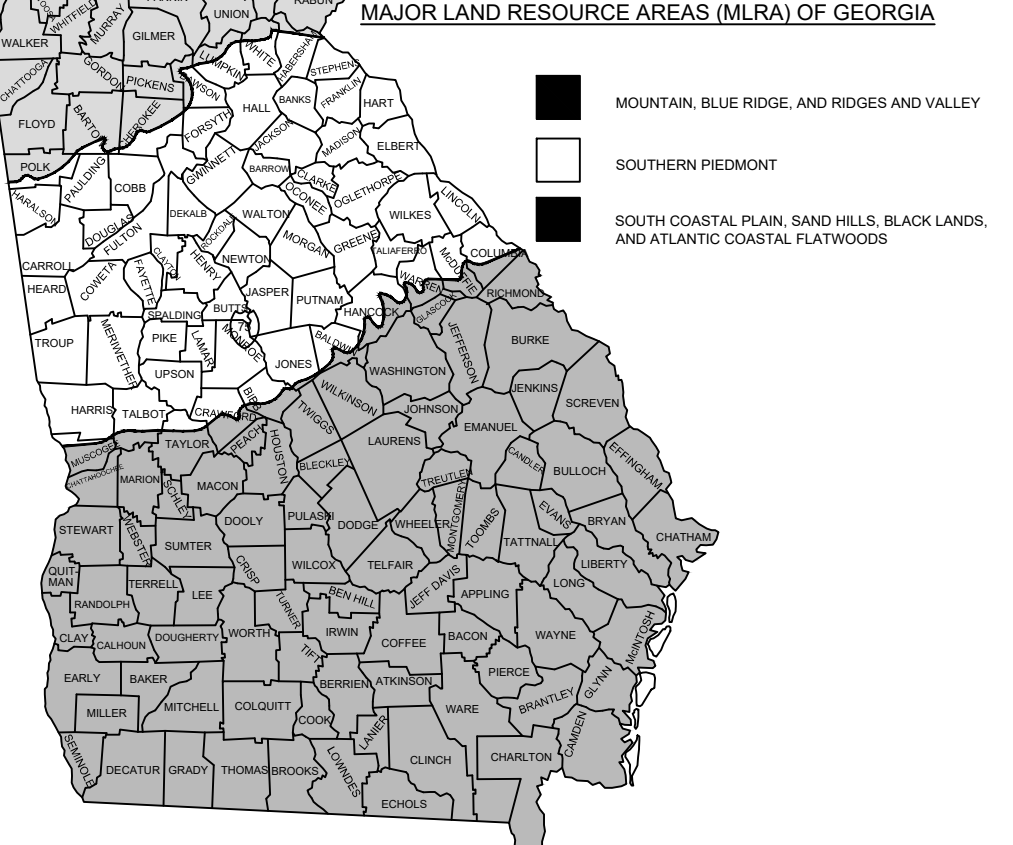 MAJOR LAND RESOURCE AREAS (MLRA) OF GEORGIA
MOUNTAIN, BLUE RIDGE, AND RIDGES AND VALLEY
SOUTHERN PIEDMONT
SOUTH COASTAL PLAIN, SAND HILLS, BLACK LANDS,
AND ATLANTIC COASTAL FLATWOODS
WHITFIELD
MURRAY
UNION
WALKER
GILMER
CHATTOOGA
GORDON
PICKENS
LUMPKIN
WHITE
HABERSHAM
STEPHENS
FLOYD
BARTO
CHEROKEE
AWSON
FORSYTH
HALL
BANKS
FRANKLIN
HART
POLK
PAULDING
COBB
GWINNETT
JACKSON
MADISON
ELBERT
HARALSON
DOUGLAS
FULTON
DEKALB
ROCKDALE
BARROW
CLARKE
OCONEE
OGLETHORPE
WALTON
WILKES
LINCOLN
CARROLL
COWETA
FAYETTE
CLAYTON
HENRY
NEWTON
MORGAN
GREENE
TALIAFERRO
McDUFFIE
COLUMBIA
WARREN
HEARD
SPALDING
BUTTS
JASPER
PUTNAM
HANCOCK
GLASCOCK
RICHMOND
75
TROUP
MERIWETHER
PIKE
LAMAR
MONROE
JONES
BALDWIN
WASHINGTON
JEFFERSON
BURKE
UPSON
BIBB
WILKINSON
JENKINS
SCREVEN
HARRIS
TALBOT
CRAWFORD
TWIGGS
JOHNSON
EMANUEL
MUSCOGEE
TAYLOR
PEACH
HOUSTON
LAURENS
CHATTAHOOCHEE
MARION
SCHLEY
MACON
BLECKLEY
TREUTLEN
CANDLER
BULLOCH
EFFINGHAM
STEWART
WEBSTER
SUMTER
DOOLY
PULASKI
DODGE
WHEELER
MONTGOMERY
TOOMBS
TATTNALL
EVANS
BRYAN
CHATHAM
QUIT-
MAN
RANDOLPH
TERRELL
LEE
CRISP
WILCOX
TELFAIR
JEFF DAVIS
APPLING
LONG
LIBERTY
TURNER
BEN HILL
CLAY
CALHOUN
DOUGHERTY
WORTH
IRWIN
COFFEE
BACON
WAYNE
McINTOSH
TIFT
EARLY
BAKER
MITCHELL
COLQUITT
BERRIEN
ATKINSON
PIERCE
BRANTLEY
GLYNN
MILLER
COOK
LANIER
WARE
CAMDEN
SEMINOLE
DECATUR
GRADY
THOMAS
BROOKS
LOWNDES
CLINCH
CHARLTON
ECHOLS